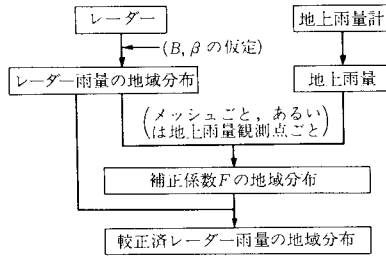 レーダー
地上雨量計
(B, βの仮定)
レーダー雨量の地域分布
地上雨量
(メッシュごと,あるい
は地上雨量観測点ごと)
補正係数Fの地域分布
較正済レーダー雨量の地域分布